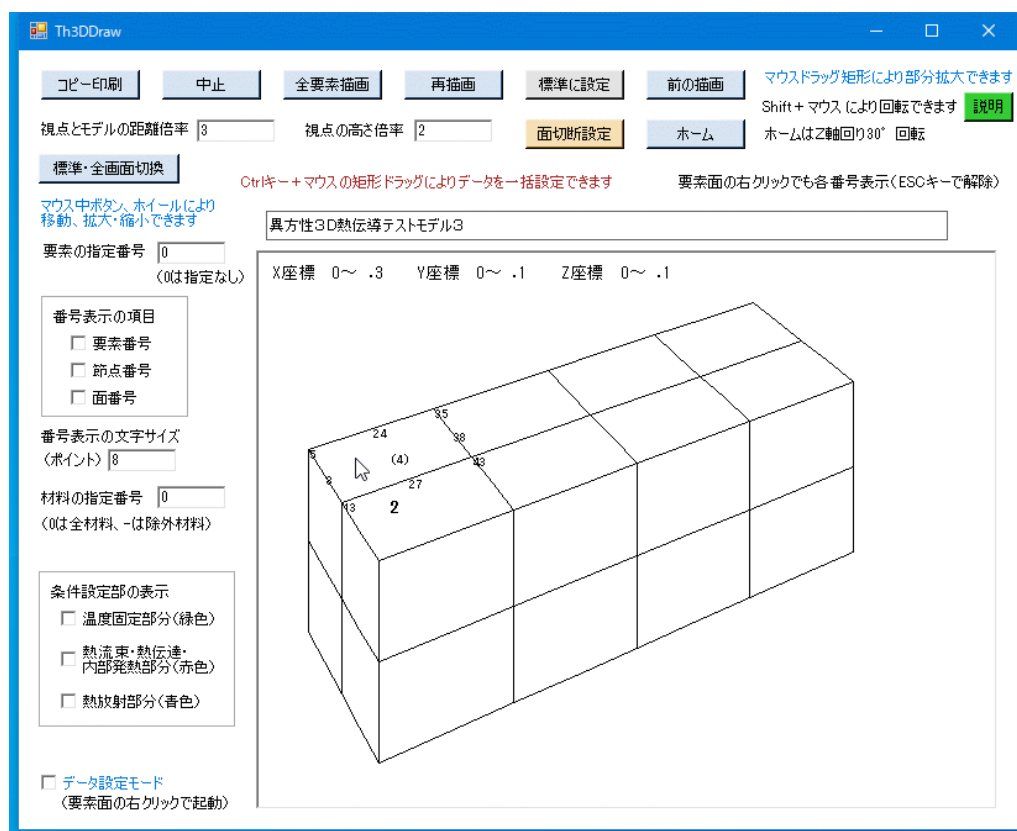 Th3DDraw
コピー印刷 中止 全要素描画 再描画 標準に設定 前の描画 マウスドラッグ矩形により部分拡大できます
Shift+マウス により回転できます 説明
視点とモデルの距離倍率 3 視点の高さ倍率 2 面切断設定 ホーム ホームはZ軸回り30° 回転
標準・全画面切換
Ctrlキー+マウスの矩形ドラッグによりデータを一括設定できます 要素面の右クリックでも各番号表示(ESCキーで解除)
マウス中ボタン、ホイールにより
移動、拡大・縮小できます
異方性3D熱伝導テストモデル3
要素の指定番号 0
(0は指定なし)
X座標 0~ .3 Y座標 0~ .1 Z座標 0~ .1
番号表示の項目
要素番号
節点番号
面番号
番号表示の文字サイズ
(ポイント) 8
材料の指定番号 0
(0は全材料、-は除外材料)
35
24
38
5
(4)
43
8
27
13
2
条件設定部の表示
温度固定部分(緑色)
熱流束・熱伝達・
内部発熱部分(赤色)
熱放射部分(青色)
データ設定モード
(要素面の右クリックで起動)